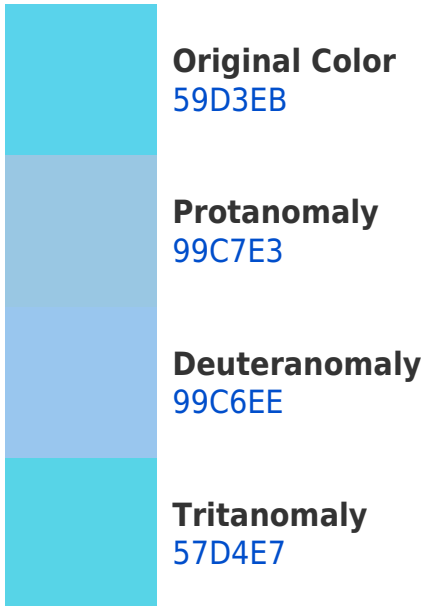 Original Color
59D3EB
Protanomaly
99C7E3
Deuteranomaly
99C6EE
Tritanomaly
57D4E7